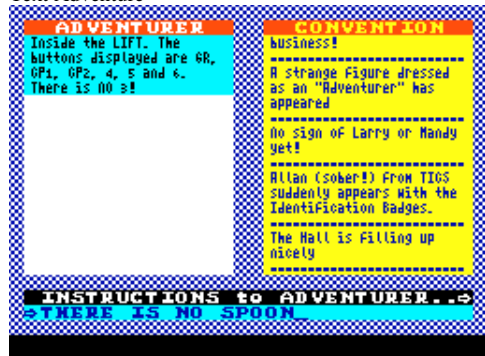 ADVENTURER
Inside the LIFT. The
buttons displayed are GR,
CP1, CP2, 4, 5 and 6.
There is NO 3!
CONVENTION
business!
A strange figure dressed
as an "Adventurer" has
appeared
No sign of Larry or Mandy
yet!
Allan (sober!) from TIGS
suddenly appears with the
Identification Badges.
The Hall is filling up
nicely
INSTRUCTIONS to ADVENTURER..⇒
⇒THERE IS NO SPOON_